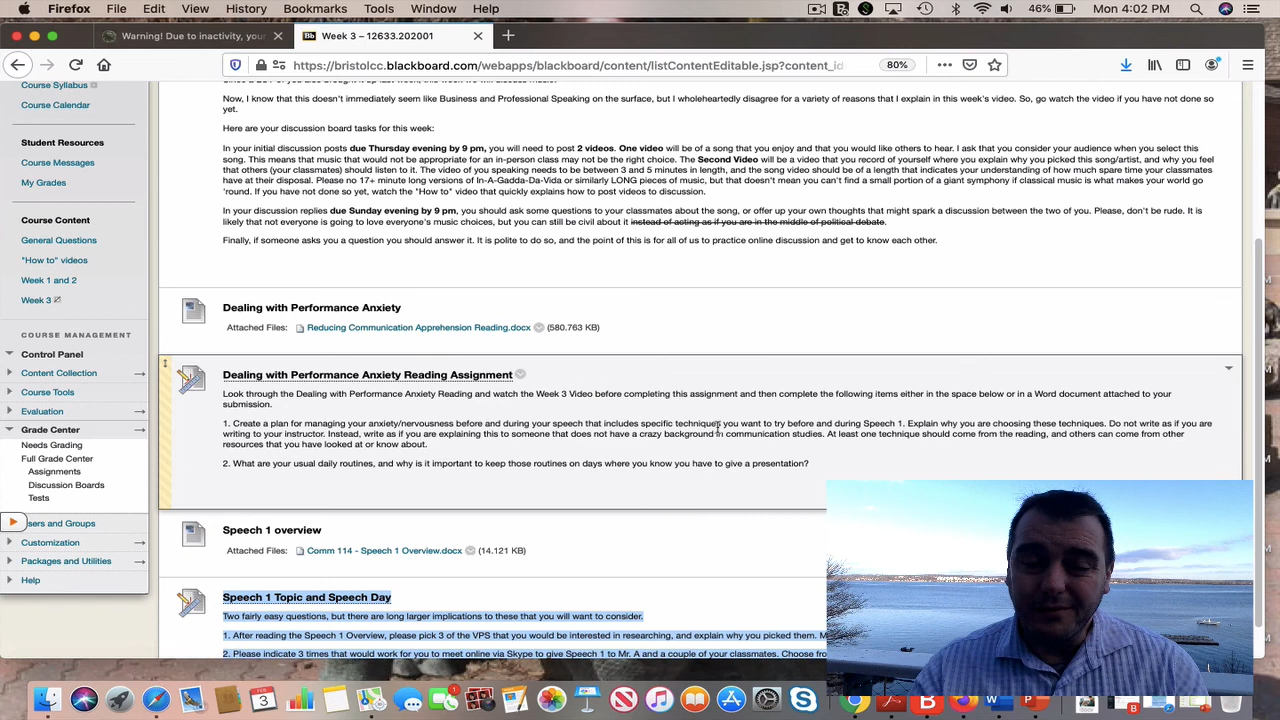 Firefox File Edit View History Bookmarks Tools Window Help 46% Mon 4:02 PM
Warning! Due to inactivity, your Bb Week 3 – 12633.202001
https://bristolcc.blackboard.com/webapps/blackboard/content/listContentEditable.jsp?content_id 80%
Course Syllabus
Course Calendar
Student Resources
Course Messages
My Grades
Course Content
General Questions
"How to" videos
Week 1 and 2
Week 3
COURSE MANAGEMENT
Control Panel
Content Collection
Course Tools
Evaluation
Grade Center
Needs Grading
Full Grade Center
Assignments
Discussion Boards
Tests
sers and Groups
Customization
Packages and Utilities
Help
Now, I know that this doesn't immediately seem like Business and Professional Speaking on the surface, but I wholeheartedly disagree for a variety of reasons that I explain in this week's video. So, go watch the video if you have not done so
yet.
Here are your discussion board tasks for this week:
In your initial discussion posts due Thursday evening by 9 pm, you will need to post 2 videos. One video will be of a song that you enjoy and that you would like others to hear. I ask that you consider your audience when you select this
song. This means that music that would not be appropriate for an in-person class may not be the right choice. The Second Video will be a video that you record of yourself where you explain why you picked this song/artist, and why you feel
that others (your classmates) should listen to it. The video of you speaking needs to be between 3 and 5 minutes in length, and the song video should be of a length that indicates your understanding of how much spare time your classmates
have at their disposal. Please no 17+ minute long versions of In-A-Gadda-Da-Vida or similarly LONG pieces of music, but that doesn't mean you can't find a small portion of a giant symphony if classical music is what makes your world go
'round. If you have not done so yet, watch the "How To" video that quickly explains how to post videos to discussion.
In your discussion replies due Sunday evening by 9 pm, you should ask some questions to your classmates about the song, or offer up your own thoughts that might spark a discussion between the two of you. Please, don't be rude. It is
likely that not everyone is going to love everyone's music choices, but you can still be civil about it instead of acting as if you are in the middle of political debate.
Finally, if someone asks you a question you should answer it. It is polite to do so, and the point of this is for all of us to practice online discussion and get to know each other.
Dealing with Performance Anxiety
Attached Files: Reducing Communication Apprehension Reading.docx (580.763 KB)
Dealing with Performance Anxiety Reading Assignment
Look through the Dealing with Performance Anxiety Reading and watch the Week 3 Video before completing this assignment and then complete the following items either in the space below or in a Word document attached to your
submission.
1. Create a plan for managing your anxiety/nervousness before and during your speech that includes specific techniques you want to try before and during Speech 1. Explain why you are choosing these techniques. Do not write as if you are
writing to your instructor. Instead, write as if you are explaining this to someone that does not have a crazy background in communication studies. At least one technique should come from the reading, and others can come from other
resources that you have looked at or know about.
2. What are your usual daily routines, and why is it important to keep those routines on days where you know you have to give a presentation?
Speech 1 overview
Attached Files: Comm 114 - Speech 1 Overview.docx (14.121 KB)
Speech 1 Topic and Speech Day
Two fairly easy questions, but there are long larger implications to these that you will want to consider.
1. After reading the Speech 1 Overview, please pick 3 of the VPS that you would be interested in researching, and explain why you picked them. M
2. Please indicate 3 times that would work for you to meet online via Skype to give Speech 1 to Mr. A and a couple of your classmates. Choose fro
FEB
3